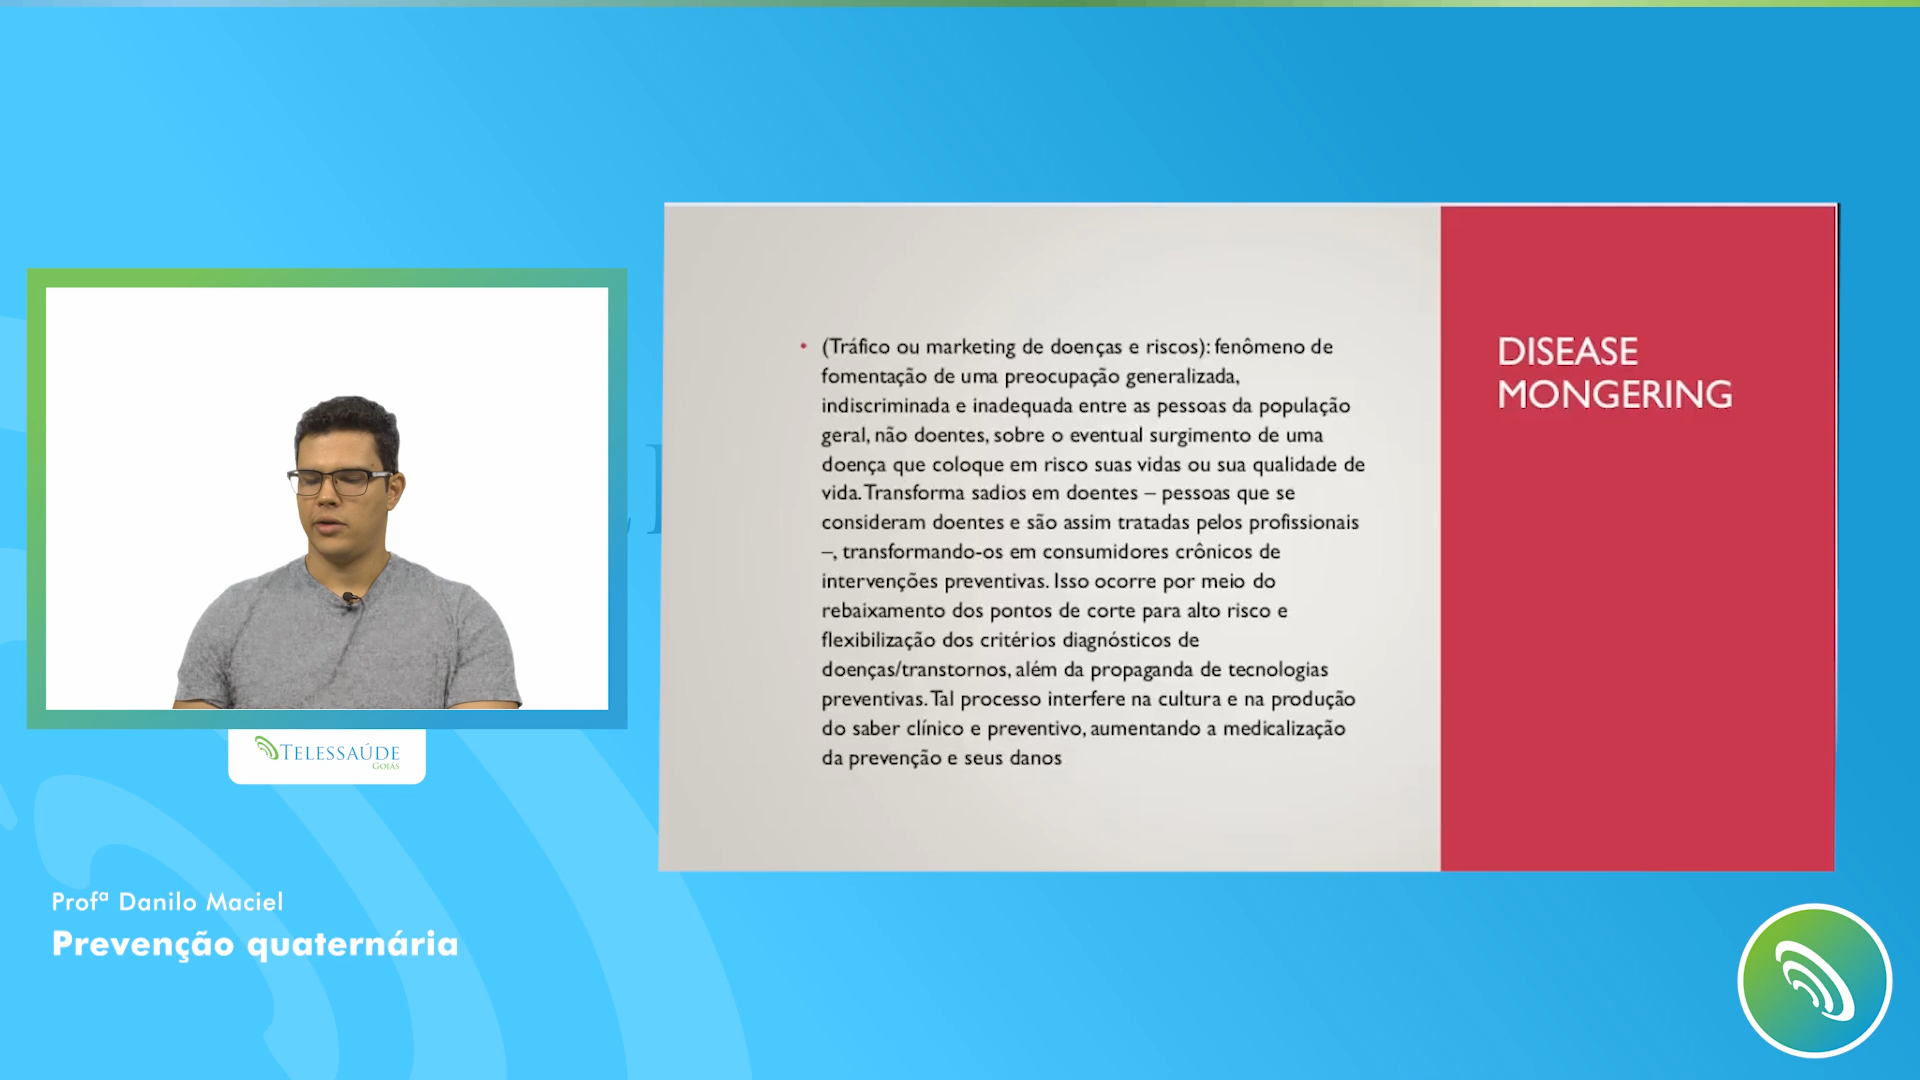 • (Tráfico ou marketing de doenças e riscos): fenômeno de
fomentação de uma preocupação generalizada,
indiscriminada e inadequada entre as pessoas da população
geral, não doentes, sobre o eventual surgimento de uma
doença que coloque em risco suas vidas ou sua qualidade de
vida. Transforma sadios em doentes – pessoas que se
consideram doentes e são assim tratadas pelos profissionais
–, transformando-os em consumidores crônicos de
intervenções preventivas. Isso ocorre por meio do
rebaixamento dos pontos de corte para alto risco e
flexibilização dos critérios diagnósticos de
doenças/transtornos, além da propaganda de tecnologias
preventivas. Tal processo interfere na cultura e na produção
do saber clínico e preventivo, aumentando a medicalização
da prevenção e seus danos
DISEASE
MONGERING
TELESSAÚDE
GOIÁS
Profª Danilo Maciel
Prevenção quaternária